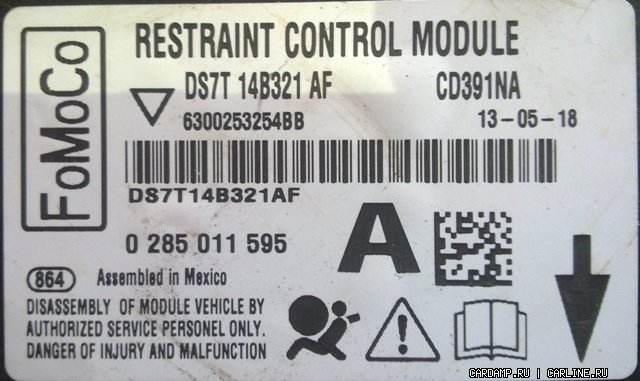 FoMoCo
RESTRAINT CONTROL MODULE
DS7T 14B321 AF CD391NA
6300253254BB 13-05-18
DS7T14B321AF
0 285 011 595
A
864 Assembled in Mexico
DISASSEMBLY OF MODULE VEHICLE BY
AUTHORIZED SERVICE PERSONEL ONLY.
DANGER OF INJURY AND MALFUNCTION
CARDAMP.RU | CARLINE.RU